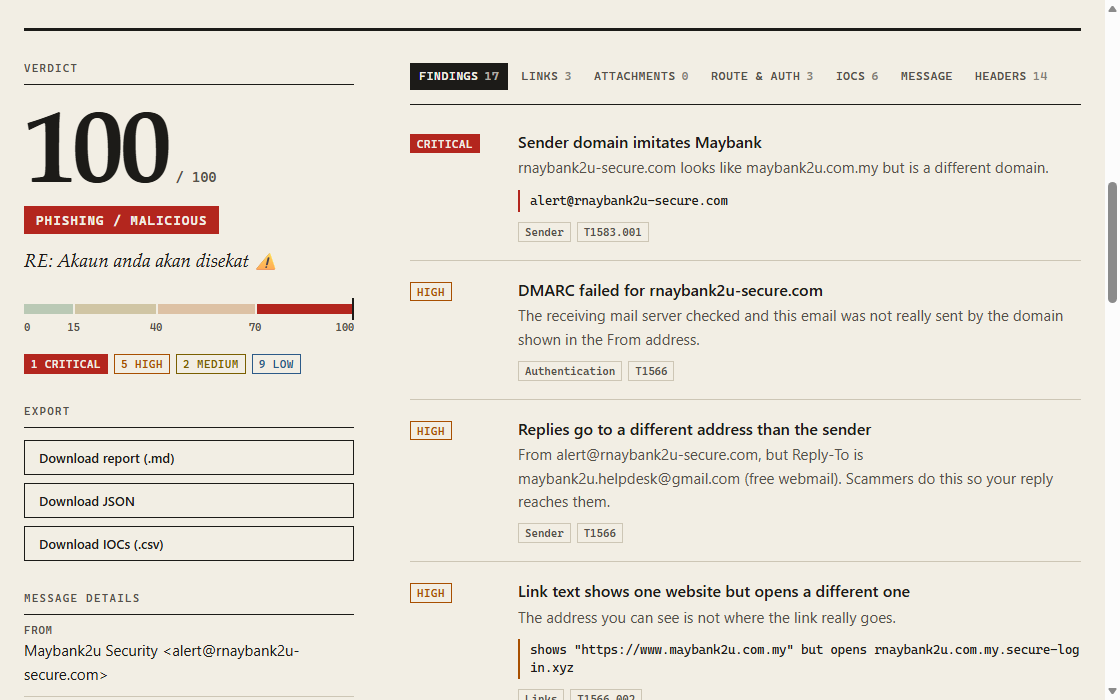 VERDICT
100 / 100
PHISHING / MALICIOUS
RE: Akaun anda akan disekat ⚠️
0 15 40 70 100
1 CRITICAL 5 HIGH 2 MEDIUM 9 LOW
EXPORT
Download report (.md)
Download JSON
Download IOCs (.csv)
MESSAGE DETAILS
FROM
Maybank2u Security <alert@rnaybank2u-
secure.com>
FINDINGS 17 LINKS 3 ATTACHMENTS 0 ROUTE & AUTH 3 IOCS 6 MESSAGE HEADERS 14
CRITICAL
Sender domain imitates Maybank
rnaybank2u-secure.com looks like maybank2u.com.my but is a different domain.
alert@rnaybank2u-secure.com
Sender T1583.001
HIGH
DMARC failed for rnaybank2u-secure.com
The receiving mail server checked and this email was not really sent by the domain
shown in the From address.
Authentication T1566
HIGH
Replies go to a different address than the sender
From alert@rnaybank2u-secure.com, but Reply-To is
maybank2u.helpdesk@gmail.com (free webmail). Scammers do this so your reply
reaches them.
Sender T1566
HIGH
Link text shows one website but opens a different one
The address you can see is not where the link really goes.
shows "https://www.maybank2u.com.my" but opens rnaybank2u.com.my.secure-log
in.xyz
Links T1566.002